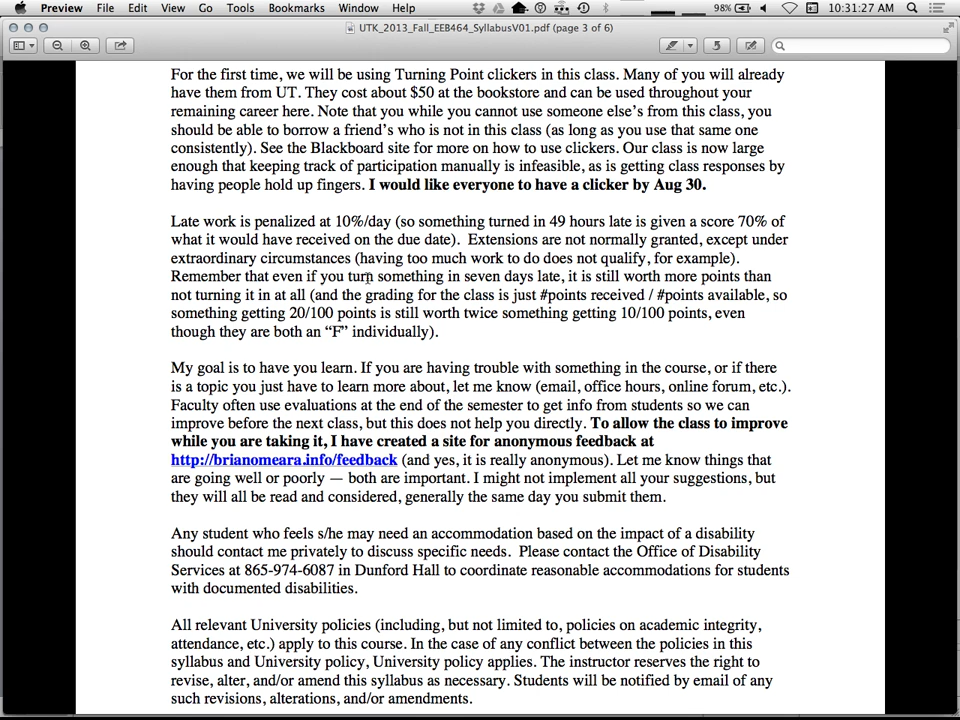 Preview File Edit View Go Tools Bookmarks Window Help 98% 10:31:27 AM
UTK_2013_Fall_EEB464_SyllabusV01.pdf (page 3 of 6)
For the first time, we will be using Turning Point clickers in this class. Many of you will already
have them from UT. They cost about $50 at the bookstore and can be used throughout your
remaining career here. Note that you while you cannot use someone else's from this class, you
should be able to borrow a friend's who is not in this class (as long as you use that same one
consistently). See the Blackboard site for more on how to use clickers. Our class is now large
enough that keeping track of participation manually is infeasible, as is getting class responses by
having people hold up fingers. I would like everyone to have a clicker by Aug 30.
Late work is penalized at 10%/day (so something turned in 49 hours late is given a score 70% of
what it would have received on the due date). Extensions are not normally granted, except under
extraordinary circumstances (having too much work to do does not qualify, for example).
Remember that even if you turn something in seven days late, it is still worth more points than
not turning it in at all (and the grading for the class is just #points received / #points available, so
something getting 20/100 points is still worth twice something getting 10/100 points, even
though they are both an “F” individually).
My goal is to have you learn. If you are having trouble with something in the course, or if there
is a topic you just have to learn more about, let me know (email, office hours, online forum, etc.).
Faculty often use evaluations at the end of the semester to get info from students so we can
improve before the next class, but this does not help you directly. To allow the class to improve
while you are taking it, I have created a site for anonymous feedback at
http://brianomeara.info/feedback (and yes, it is really anonymous). Let me know things that
are going well or poorly — both are important. I might not implement all your suggestions, but
they will all be read and considered, generally the same day you submit them.
Any student who feels s/he may need an accommodation based on the impact of a disability
should contact me privately to discuss specific needs. Please contact the Office of Disability
Services at 865-974-6087 in Dunford Hall to coordinate reasonable accommodations for students
with documented disabilities.
All relevant University policies (including, but not limited to, policies on academic integrity,
attendance, etc.) apply to this course. In the case of any conflict between the policies in this
syllabus and University policy, University policy applies. The instructor reserves the right to
revise, alter, and/or amend this syllabus as necessary. Students will be notified by email of any
such revisions, alterations, and/or amendments.